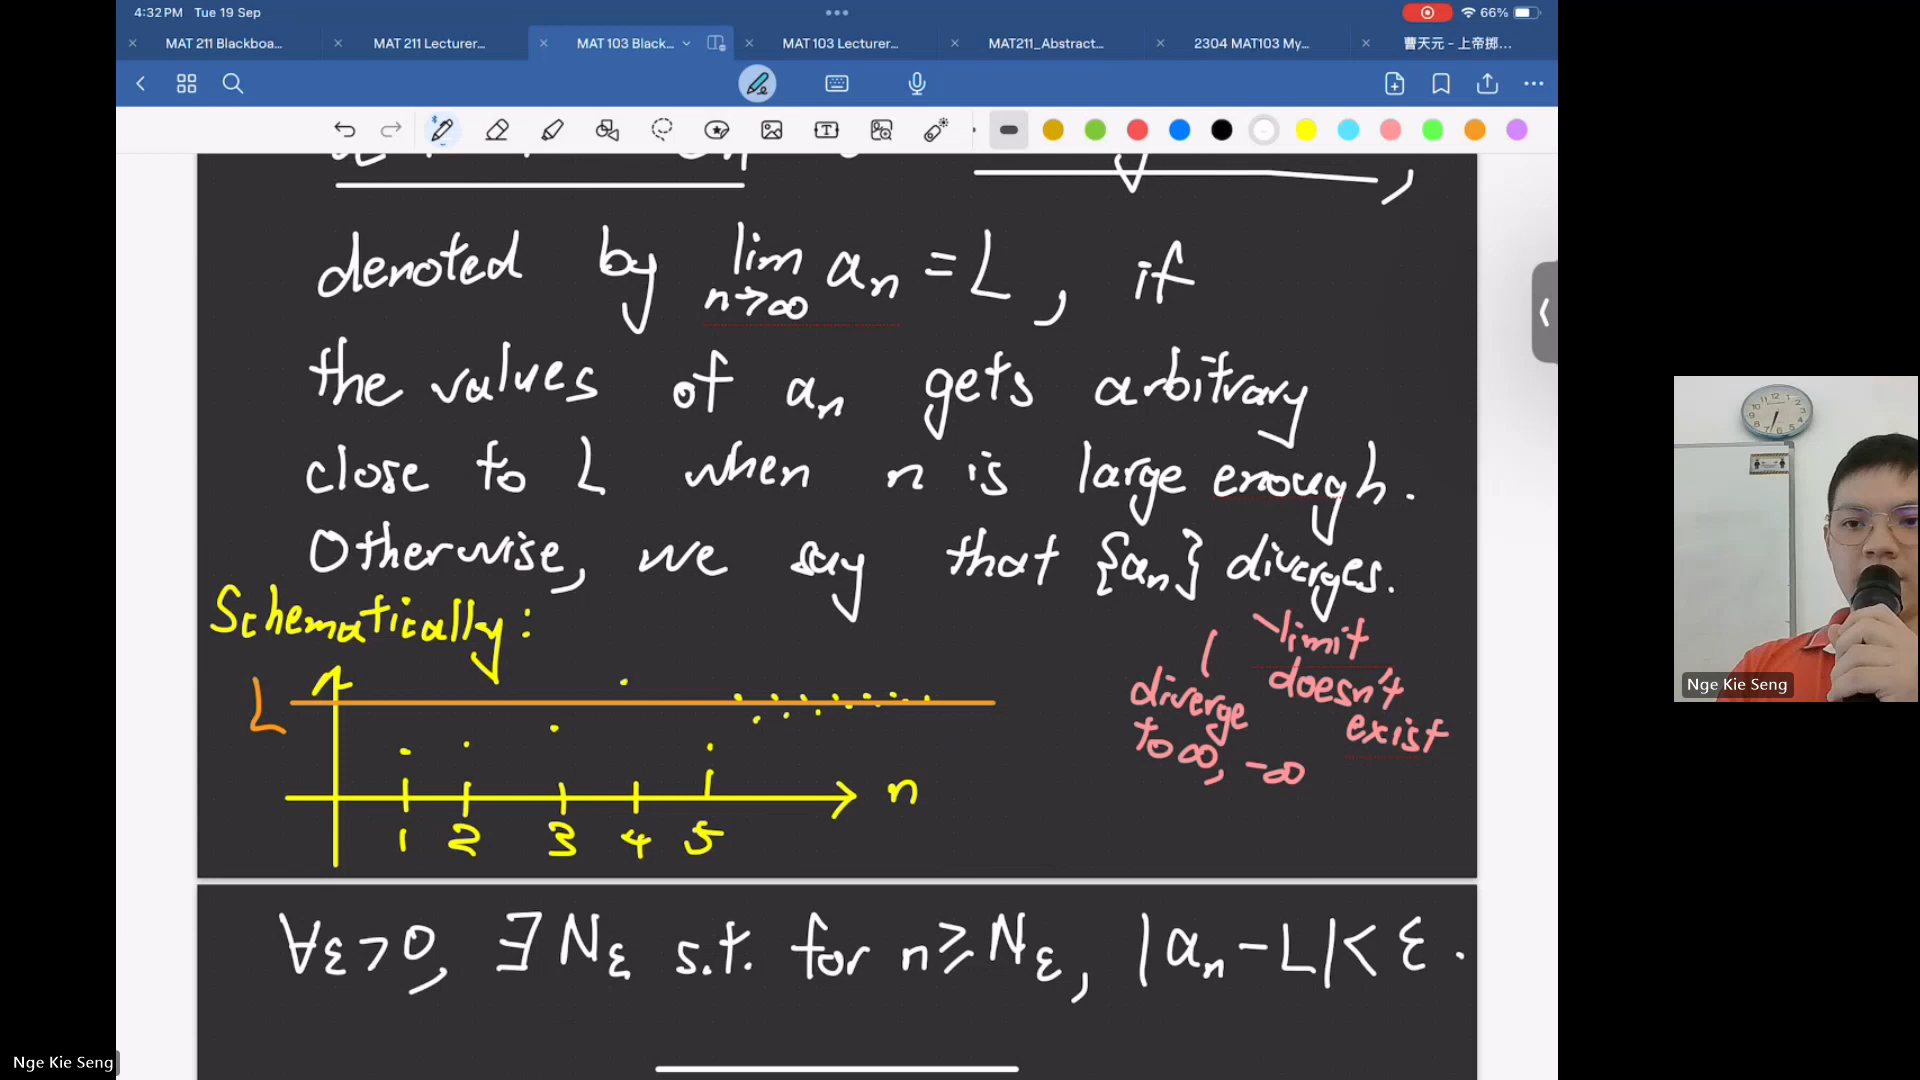 4:32 PM Tue 19 Sep
66%
MAT 211 Blackboa...
MAT 211 Lecturer...
MAT 103 Black...
MAT 103 Lecturer...
MAT211_Abstract...
2304 MAT103 My...
曹天元 - 上帝掷...
denoted by lim n→∞ aₙ = L, if
the values of aₙ gets arbitrary
close to L when n is large enough.
Otherwise, we say that {aₙ} diverges.
Schematically:
L
1 2 3 4 5
n
diverge
to ∞, -∞
limit
doesn't
exist
∀ε>0, ∃ Nε s.t. for n ≥ Nε, |aₙ - L| < ε.
Nge Kie Seng
Nge Kie Seng